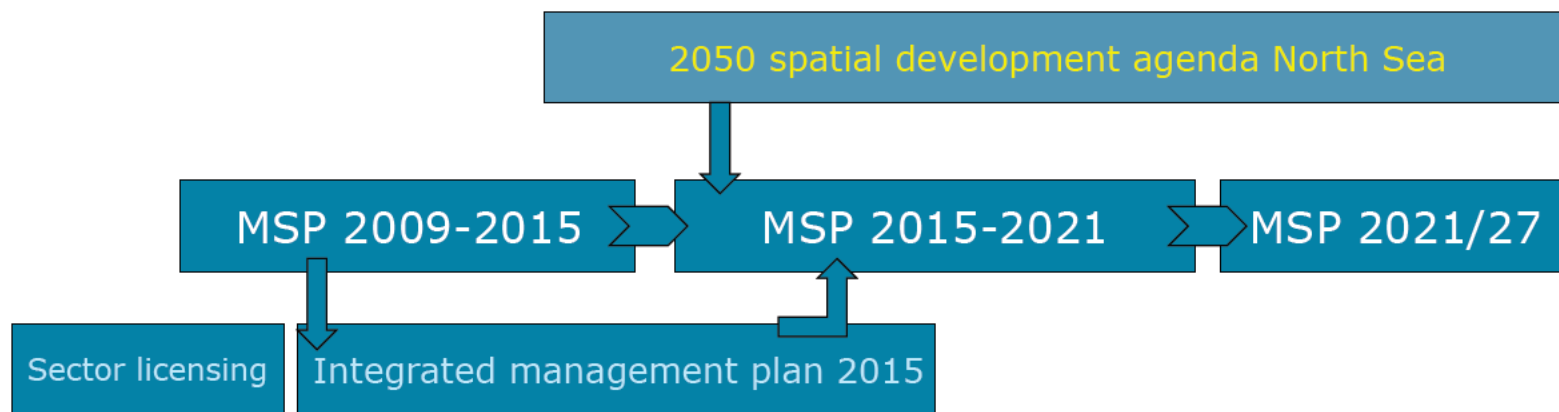 2050 spatial development agenda North Sea
MSP 2009-2015
MSP 2015-2021
MSP 2021/27
Sector licensing
Integrated management plan 2015